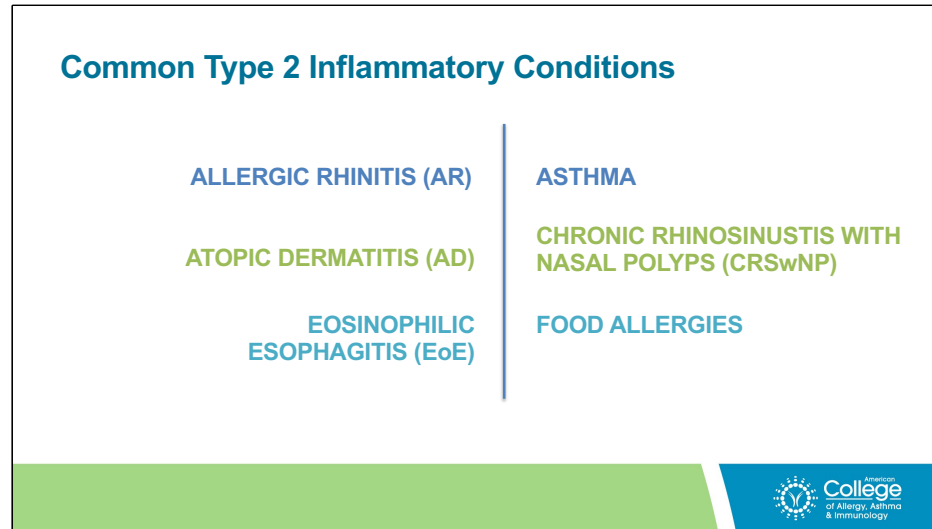 Common Type 2 Inflammatory Conditions
ALLERGIC RHINITIS (AR)
ASTHMA
ATOPIC DERMATITIS (AD)
CHRONIC RHINOSINUSTIS WITH
NASAL POLYPS (CRSwNP)
EOSINOPHILIC
ESOPHAGITIS (EoE)
FOOD ALLERGIES
American
College
of Allergy, Asthma
& Immunology